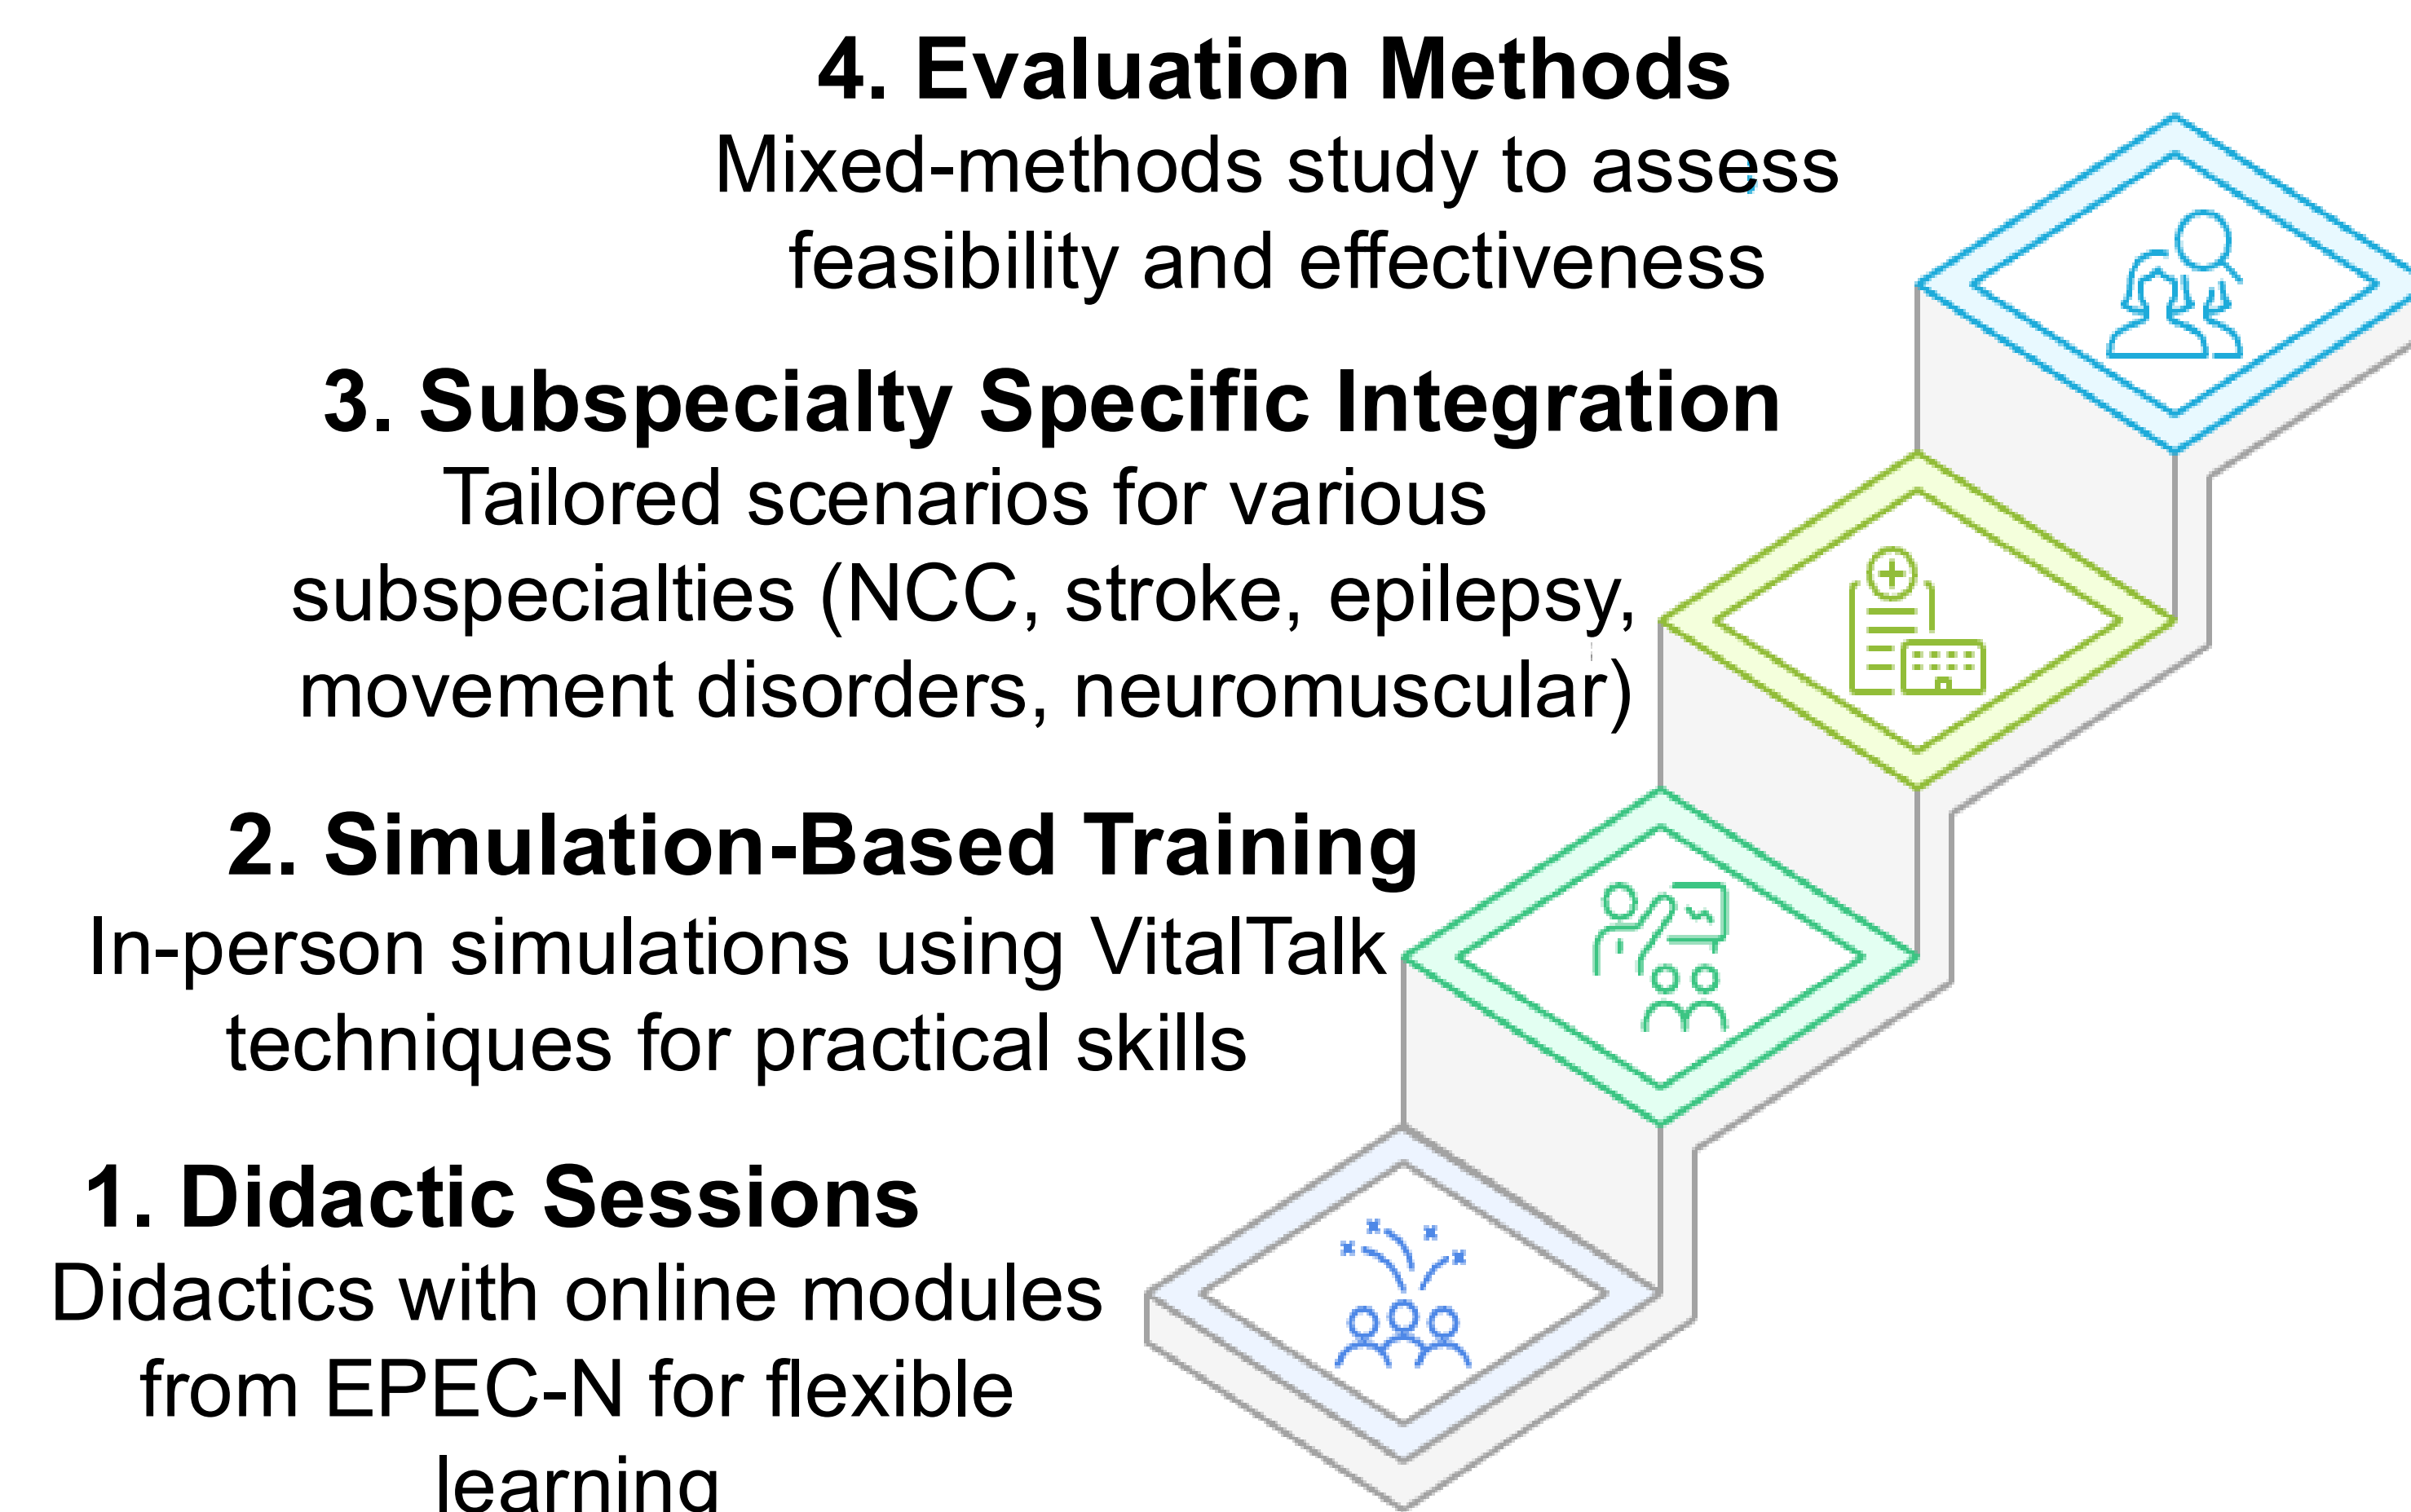 4. Evaluation Methods
Mixed-methods study to assess
feasibility and effectiveness
3. Subspecialty Specific Integration
Tailored scenarios for various
subspecialties (NCC, stroke, epilepsy,
movement disorders, neuromuscular)
2. Simulation-Based Training
In-person simulations using VitalTalk
techniques for practical skills
1. Didactic Sessions
Didactics with online modules
from EPEC-N for flexible
learning